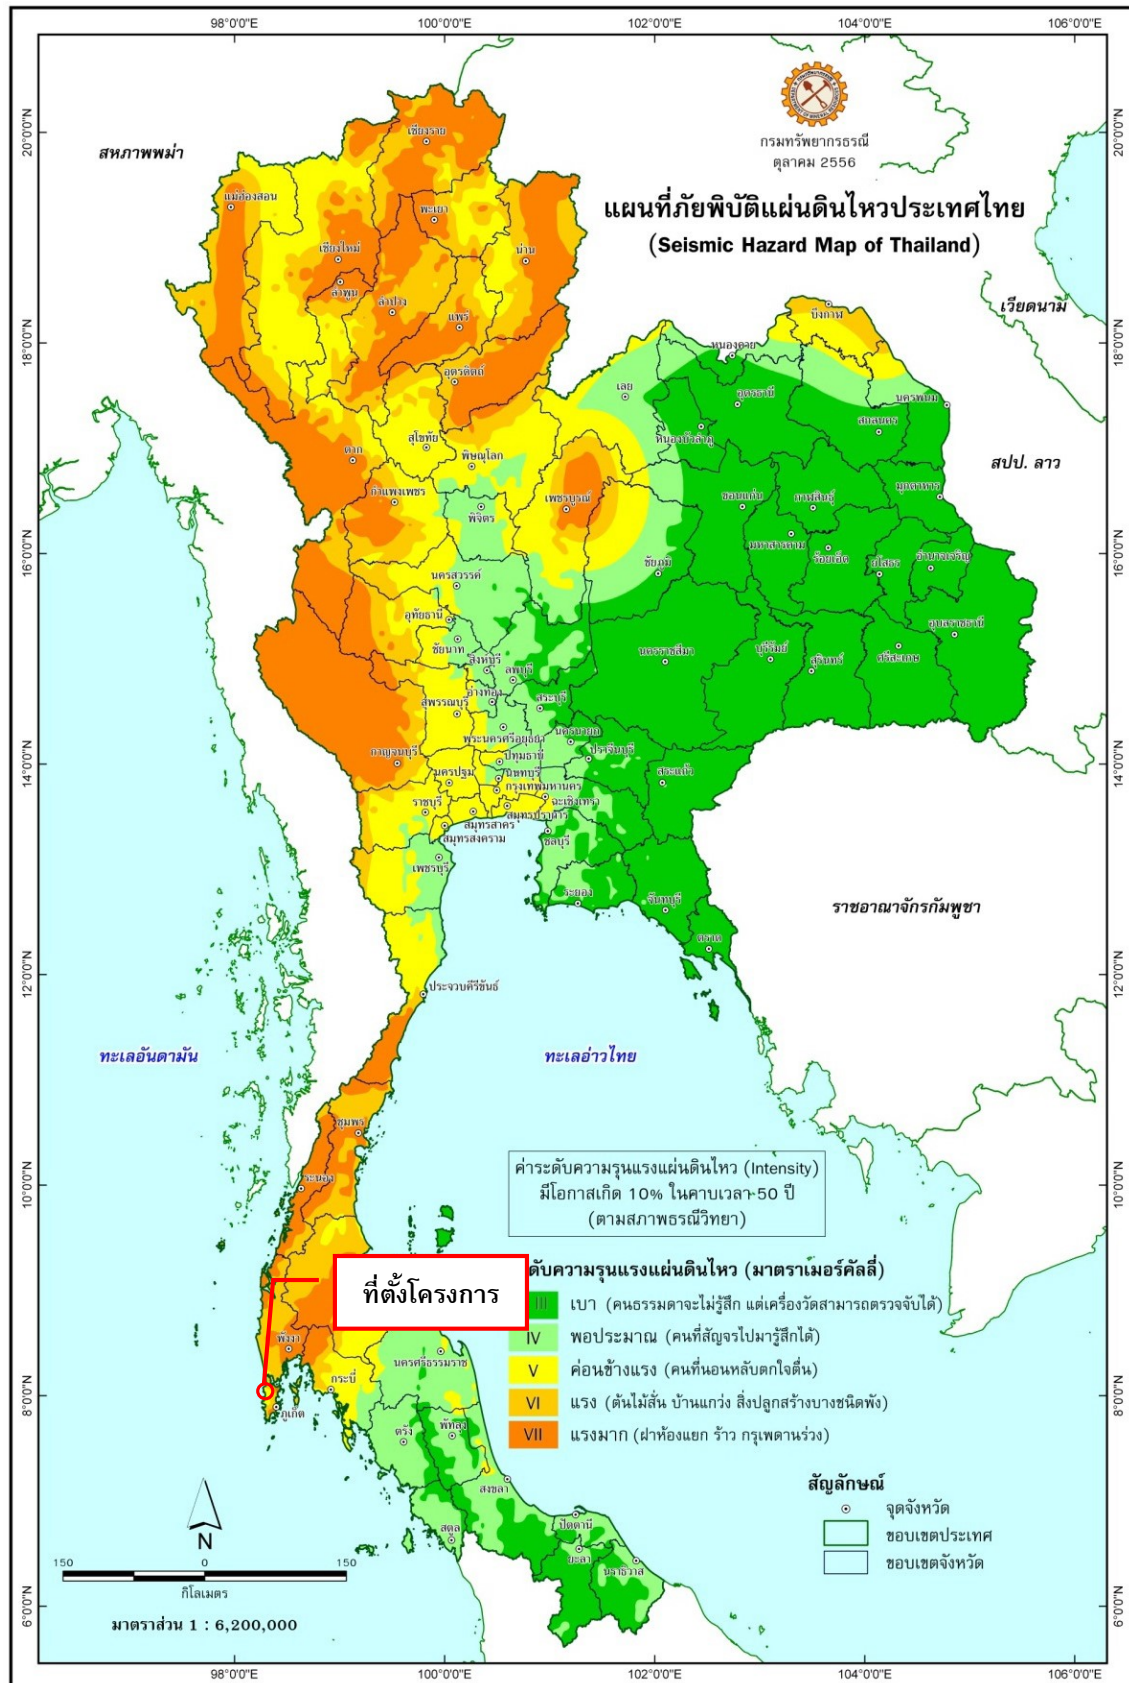 98°0'0"E 100°0'0"E 102°0'0"E 104°0'0"E 106°0'0"E
20°0'0"N
20°0'0"N
กรมทรัพยากรธรณี
ตุลาคม 2556
แผนที่ภัยพิบัติแผ่นดินไหวประเทศไทย
(Seismic Hazard Map of Thailand)
สหภาพพม่า
เชียงราย
แม่ฮ่องสอน
พะเยา
เชียงใหม่
น่าน
ลำพูน
ลำปาง
แพร่
เวียดนาม
บึงกาฬ
18°0'0"N
18°0'0"N
หนองคาย
อุตรดิตถ์
เลย
อุดรธานี
นครพนม
สกลนคร
หนองบัวลำภู
สุโขทัย
ตาก
พิษณุโลก
สปป. ลาว
กำแพงเพชร
พิจิตร
เพชรบูรณ์
ขอนแก่น
กาฬสินธุ์
มุกดาหาร
16°0'0"N
16°0'0"N
มหาสารคาม
ร้อยเอ็ด
ยโสธร
อำนาจเจริญ
ชัยภูมิ
นครสวรรค์
อุทัยธานี
ชัยนาท
อุบลราชธานี
สิงห์บุรี
ลพบุรี
นครราชสีมา
บุรีรัมย์
สุรินทร์
ศรีสะเกษ
อ่างทอง
สระบุรี
สุพรรณบุรี
พระนครศรีอยุธยา
นครนายก
14°0'0"N
14°0'0"N
กาญจนบุรี
ปทุมธานี
ปราจีนบุรี
นครปฐม
นนทบุรี
สระแก้ว
กรุงเทพมหานคร
ราชบุรี
ฉะเชิงเทรา
สมุทรปราการ
สมุทรสาคร
สมุทรสงคราม
ชลบุรี
เพชรบุรี
ระยอง
จันทบุรี
ราชอาณาจักรกัมพูชา
ตราด
12°0'0"N
12°0'0"N
ประจวบคีรีขันธ์
ทะเลอันดามัน
ทะเลอ่าวไทย
ชุมพร
10°0'0"N
10°0'0"N
ระนอง
ค่าระดับความรุนแรงแผ่นดินไหว (Intensity)
มีโอกาสเกิด 10% ในคาบเวลา 50 ปี
(ตามสภาพธรณีวิทยา)
ที่ตั้งโครงการ
ดับความรุนแรงแผ่นดินไหว (มาตราเมอร์คัลลี่)
III เบา (คนธรรมดาจะไม่รู้สึก แต่เครื่องวัดสามารถตรวจจับได้)
IV พอประมาณ (คนที่สัญจรไปมารู้สึกได้)
V ค่อนข้างแรง (คนที่นอนหลับตกใจตื่น)
VI แรง (ต้นไม้สั่น บ้านแกว่ง สิ่งปลูกสร้างบางชนิดพัง)
VII แรงมาก (ฝาห้องแยก ร้าว กรุเพดานร่วง)
พังงา
นครศรีธรรมราช
กระบี่
8°0'0"N
8°0'0"N
ภูเก็ต
ตรัง
พัทลุง
สงขลา
สตูล
ปัตตานี
ยะลา
นราธิวาส
สัญลักษณ์
จุดจังหวัด
ขอบเขตประเทศ
ขอบเขตจังหวัด
N
150 0 150
กิโลเมตร
มาตราส่วน 1 : 6,200,000
6°0'0"N
6°0'0"N
98°0'0"E 100°0'0"E 102°0'0"E 104°0'0"E 106°0'0"E